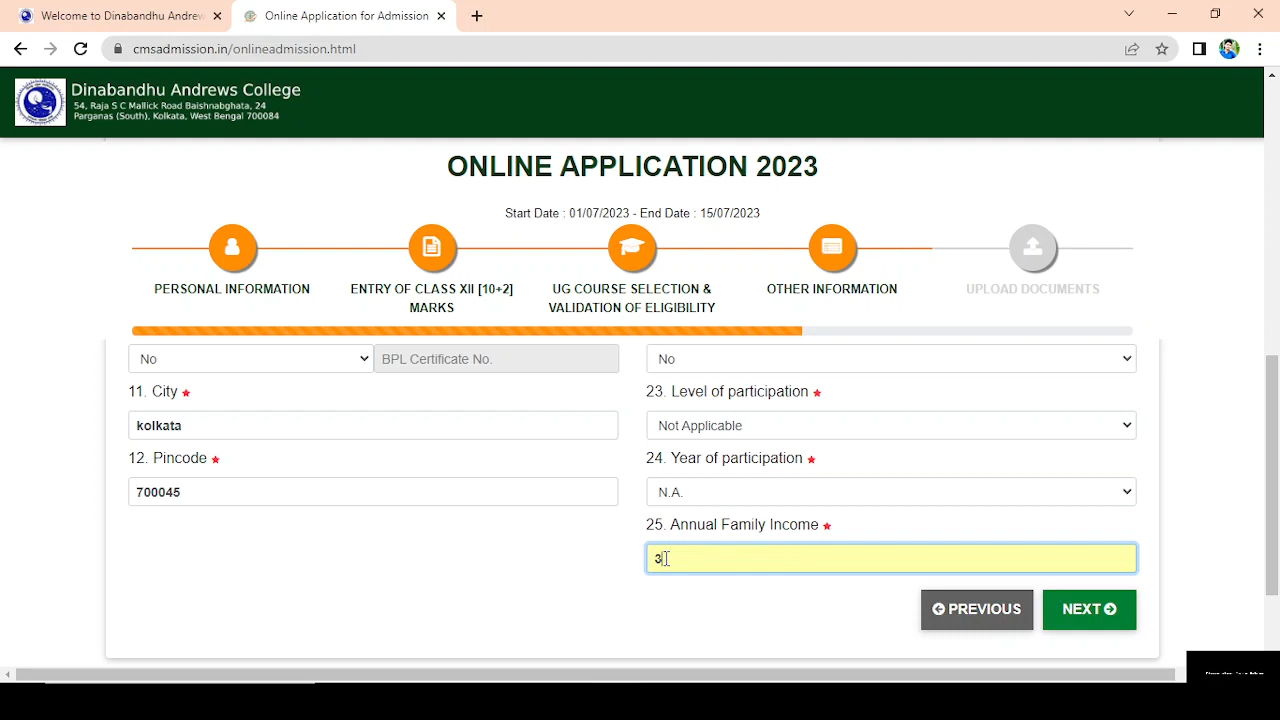 Welcome to Dinabandhu Andrew
Online Application for Admission
cmsadmission.in/onlineadmission.html
Dinabandhu Andrews College
54, Raja S C Mallick Road Baishnabghata, 24
Parganas (South), Kolkata, West Bengal 700084
ONLINE APPLICATION 2023
Start Date : 01/07/2023 - End Date : 15/07/2023
PERSONAL INFORMATION
ENTRY OF CLASS XII [10+2]
MARKS
UG COURSE SELECTION &
VALIDATION OF ELIGIBILITY
OTHER INFORMATION
UPLOAD DOCUMENTS
No
BPL Certificate No.
No
11. City *
kolkata
12. Pincode *
700045
23. Level of participation *
Not Applicable
24. Year of participation *
N.A.
25. Annual Family Income *
3
PREVIOUS
NEXT